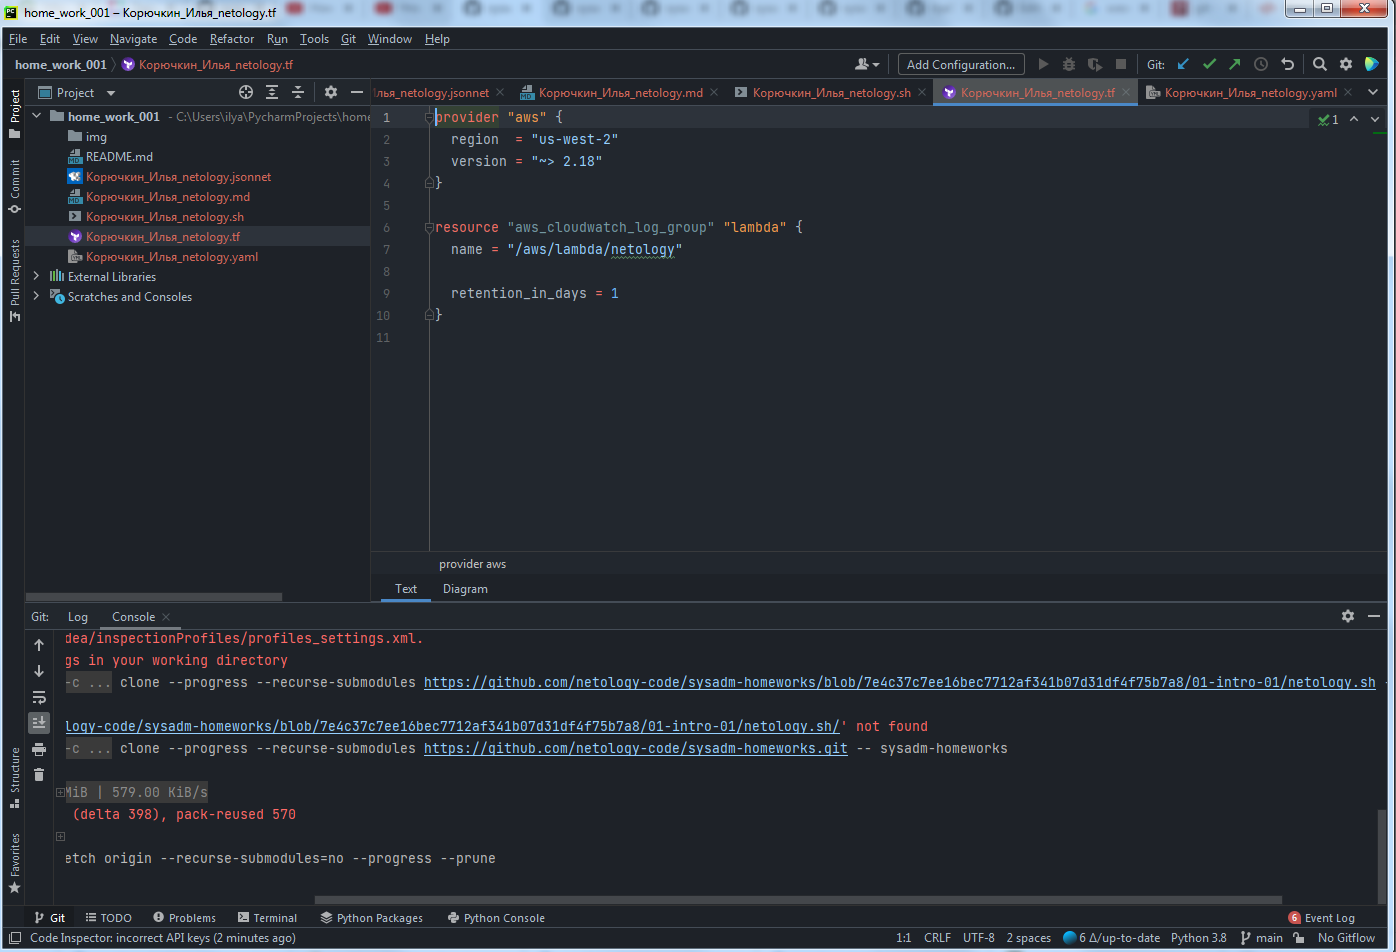 home_work_001 – Корючкин_Илья_netology.tf
File Edit View Navigate Code Refactor Run Tools Git Window Help
home_work_001 Корючкин_Илья_netology.tf
Add Configuration...
Git:
Project
лья_netology.jsonnet
Корючкин_Илья_netology.md
Корючкин_Илья_netology.sh
Корючкин_Илья_netology.tf
Корючкин_Илья_netology.yaml
Project
Commit
Pull Requests
Structure
Favorites
home_work_001 - C:\Users\ilya\PycharmProjects\home
img
README.md
Корючкин_Илья_netology.jsonnet
Корючкин_Илья_netology.md
Корючкин_Илья_netology.sh
Корючкин_Илья_netology.tf
Корючкин_Илья_netology.yaml
External Libraries
Scratches and Consoles
1 provider "aws" {
2 region  = "us-west-2"
3 version = "~> 2.18"
4 }
5
6 resource "aws_cloudwatch_log_group" "lambda" {
7 name = "/aws/lambda/netology"
8
9 retention_in_days = 1
10 }
11
1
provider aws
Text Diagram
Git: Log Console
dea/inspectionProfiles/profiles_settings.xml.
gs in your working directory
-c ... clone --progress --recurse-submodules https://github.com/netology-code/sysadm-homeworks/blob/7e4c37c7ee16bec7712af341b07d31df4f75b7a8/01-intro-01/netology.sh
logy-code/sysadm-homeworks/blob/7e4c37c7ee16bec7712af341b07d31df4f75b7a8/01-intro-01/netology.sh/' not found
-c ... clone --progress --recurse-submodules https://github.com/netology-code/sysadm-homeworks.git -- sysadm-homeworks
MiB | 579.00 KiB/s
(delta 398), pack-reused 570
etch origin --recurse-submodules=no --progress --prune
Git TODO Problems Terminal Python Packages Python Console 6 Event Log
Code Inspector: incorrect API keys (2 minutes ago) 1:1 CRLF UTF-8 2 spaces 6 Δ/up-to-date Python 3.8 main No Gitflow